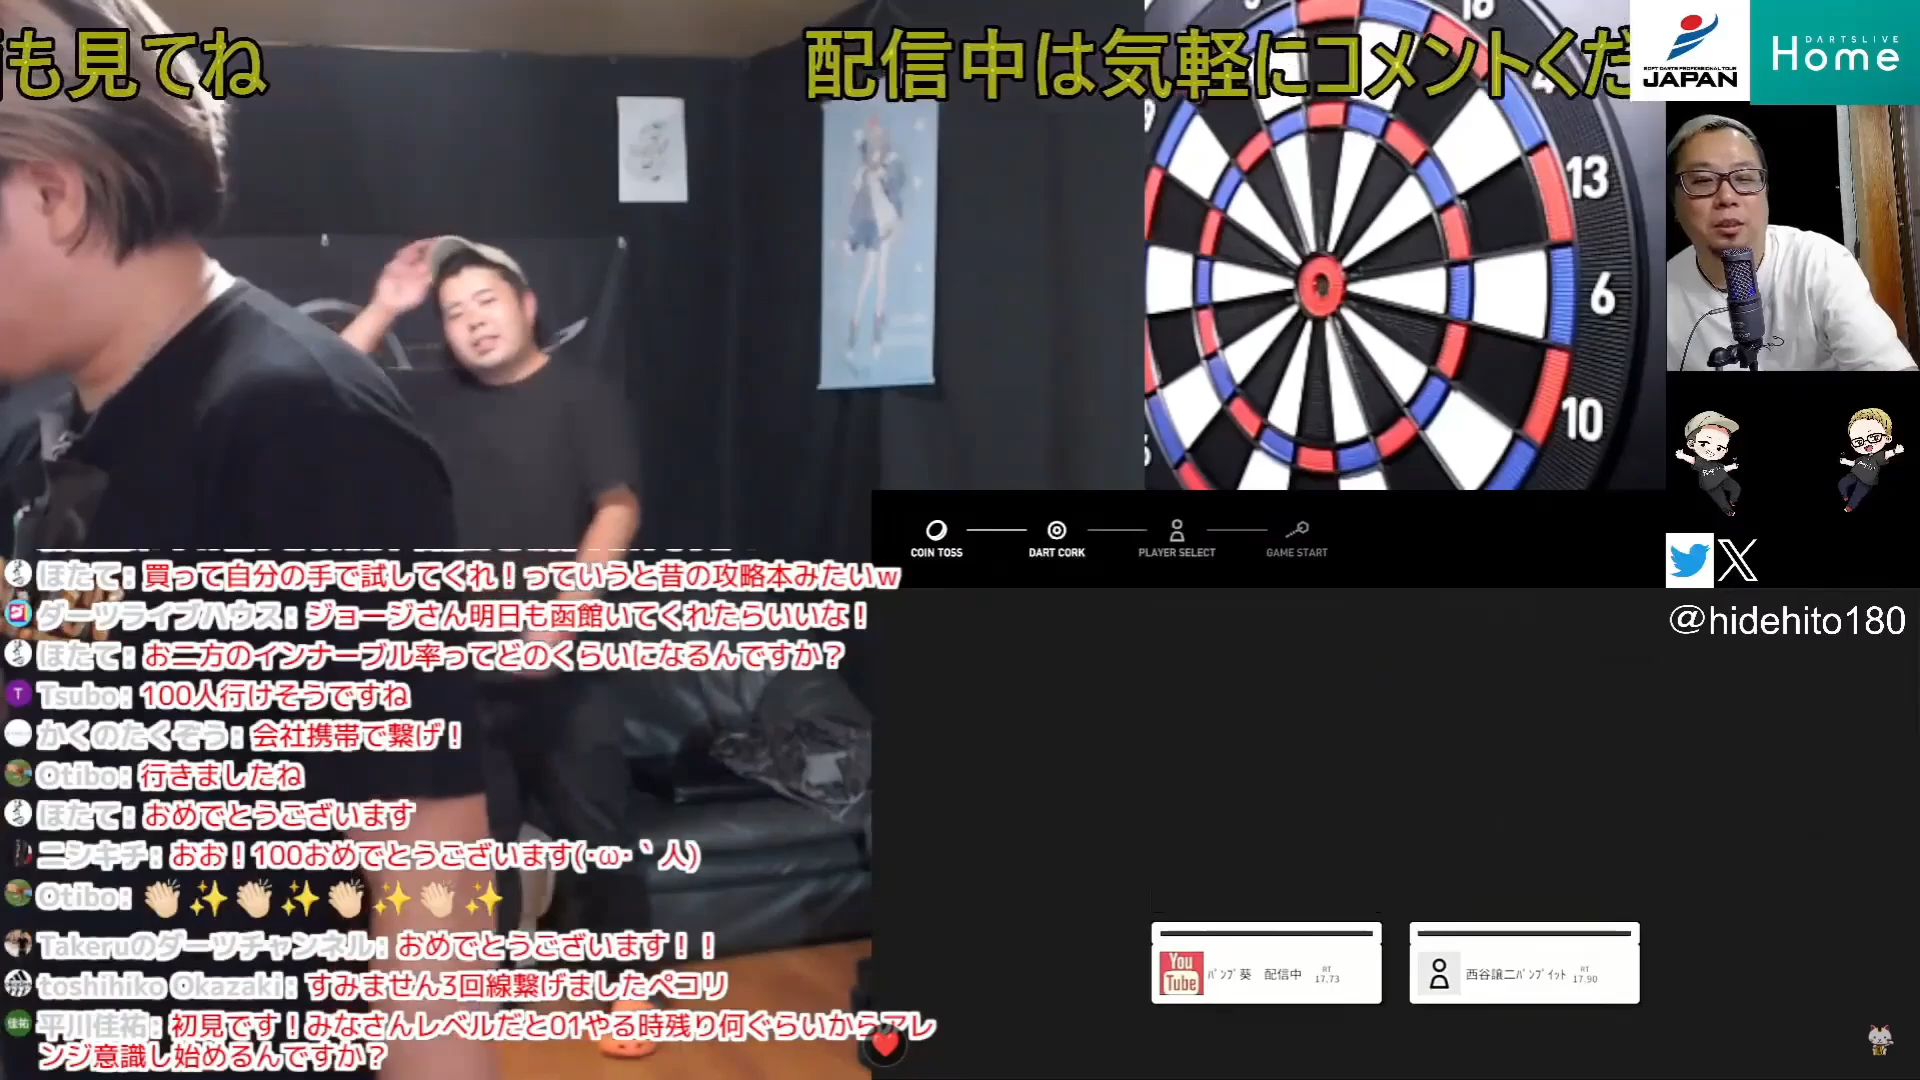 も見てね
配信中は気軽にコメントくだ
SOFT DARTS PROFESSIONAL TOUR
JAPAN
DARTSLIVE
Home
13
6
10
COIN TOSS
DART CORK
PLAYER SELECT
GAME START
@hidehito180
ほたて: 買って自分の手で試してくれ！っていうと昔の攻略本みたいw
ダーツライブハウス: ジョージさん明日も函館いてくれたらいいな！
ほたて: お二方のインナーブル率ってどのくらいになるんですか？
T Tsubo: 100人行けそうですね
かくのたくぞう: 会社携帯で繋げ！
Otibo: 行きましたね
ほたて: おめでとうございます
ニシキチ: おお！100おめでとうございます(･ω･｀人)
Otibo: 👏🏻✨👏🏻✨👏🏻✨👏🏻✨
Takeruのダーツチャンネル: おめでとうございます！！
toshihiko Okazaki: すみません3回線繋げましたペコリ
佳祐 平川佳祐: 初見です！みなさんレベルだと01やる時残り何ぐらいからアレ
ンジ意識し始めるんですか？
You
Tube
ﾊﾞﾝﾌﾞ 葵 配信中
RT
17.73
西谷譲二ﾊﾞﾝﾌﾞｲｯﾄ
RT
17.90